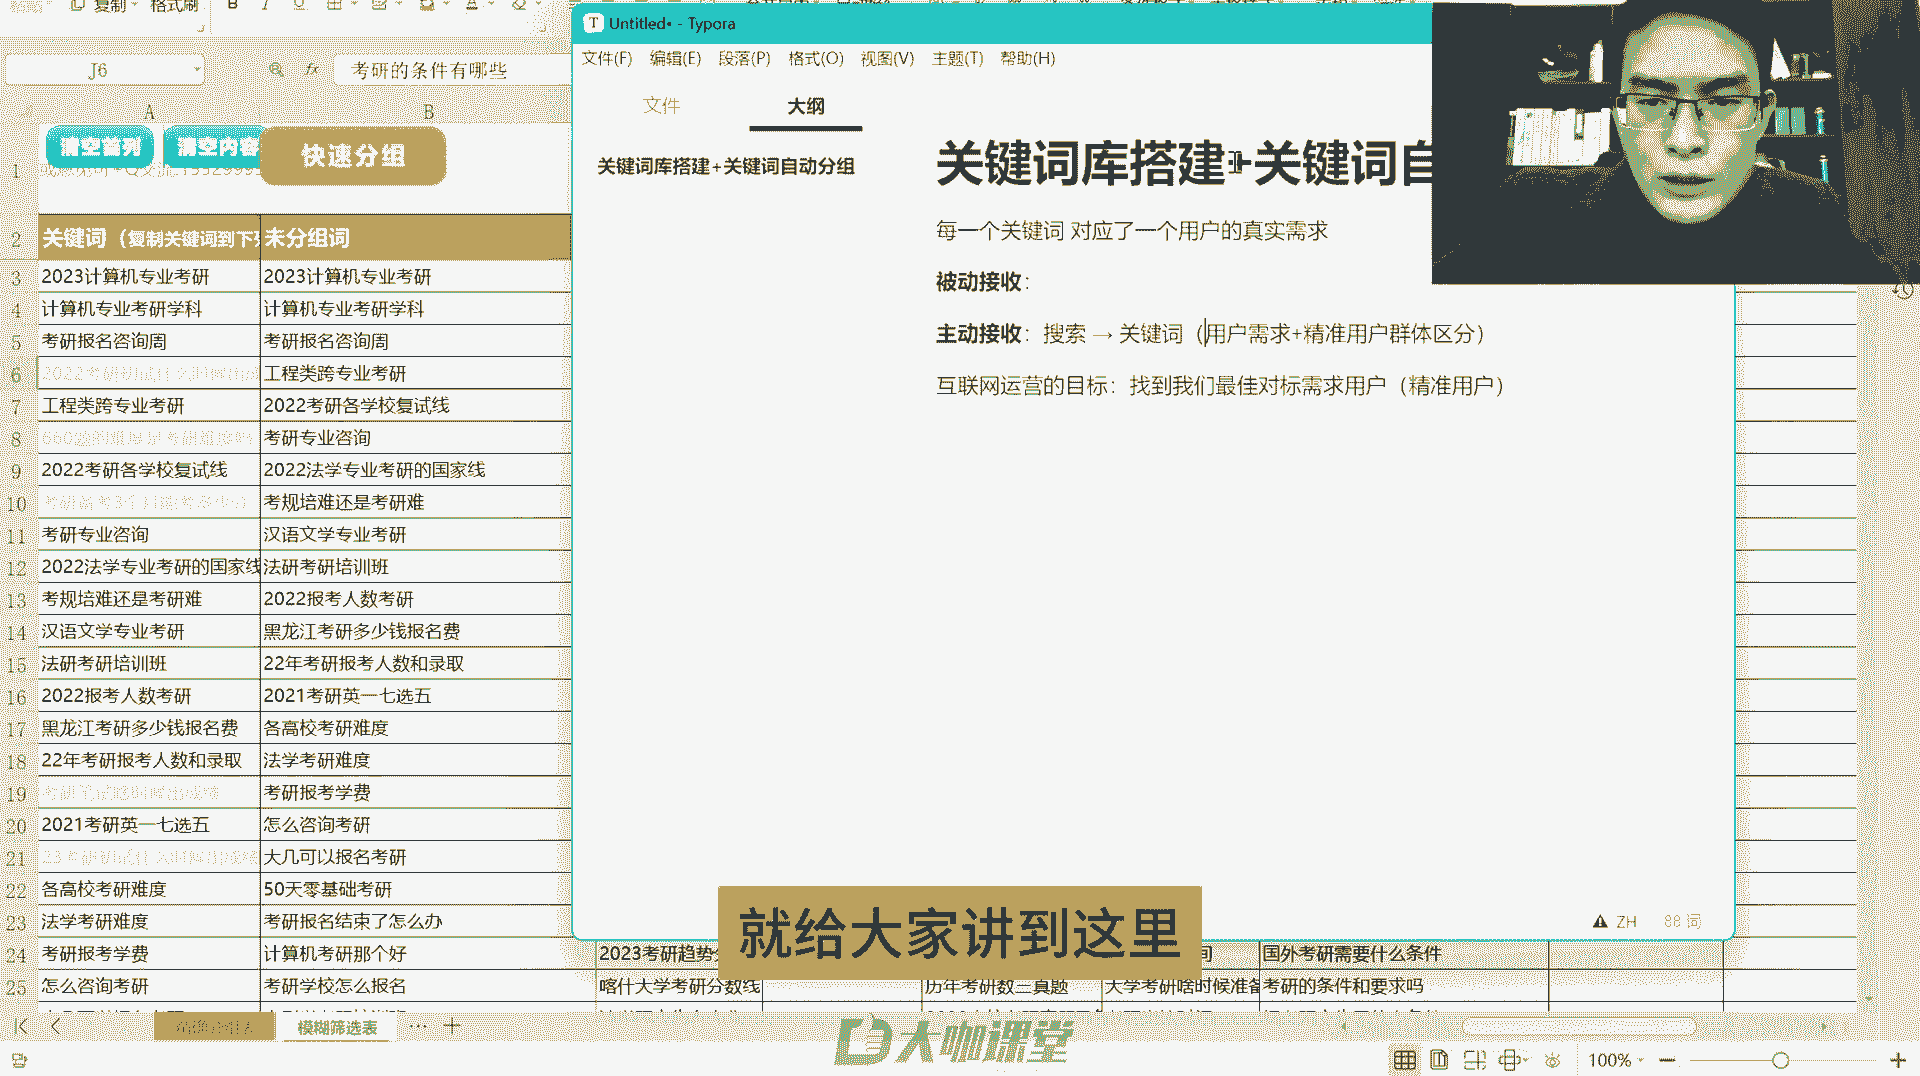 复制
格式刷
J6
fx
考研的条件有哪些
A
B
清空首列
清空内容
快速分组
关键词（复制关键词到下列
未分组词
1
2
3
4
5
6
7
8
9
10
11
12
13
14
15
16
17
18
19
20
21
22
23
24
25
2023计算机专业考研
2023计算机专业考研
计算机专业考研学科
计算机专业考研学科
考研报名咨询周
考研报名咨询周
工程类跨专业考研
工程类跨专业考研
2022考研各学校复试线
考研专业咨询
2022考研各学校复试线
2022法学专业考研的国家线
考规培难还是考研难
考研专业咨询
汉语文学专业考研
2022法学专业考研的国家线
法研考研培训班
考规培难还是考研难
2022报考人数考研
汉语文学专业考研
黑龙江考研多少钱报名费
法研考研培训班
22年考研报考人数和录取
2022报考人数考研
2021考研英一七选五
黑龙江考研多少钱报名费
各高校考研难度
22年考研报考人数和录取
法学考研难度
考研报考学费
2021考研英一七选五
怎么咨询考研
大几可以报名考研
各高校考研难度
50天零基础考研
法学考研难度
考研报名结束了怎么办
考研报考学费
计算机考研那个好
2023考研趋势
国外考研需要什么条件
怎么咨询考研
考研学校怎么报名
喀什大学考研分数线
历年考研数三真题
大学考研啥时候准备
考研的条件和要求吗
模糊筛选表
100%
Untitled• - Typora
文件(F) 编辑(E) 段落(P) 格式(O) 视图(V) 主题(T) 帮助(H)
文件
大纲
关键词库搭建+关键词自动分组
关键词库搭建+关键词自
每一个关键词 对应了一个用户的真实需求
被动接收：
主动接收：搜索 → 关键词（用户需求+精准用户群体区分）
互联网运营的目标：找到我们最佳对标需求用户（精准用户）
ZH
88 词
就给大家讲到这里
大咖课堂